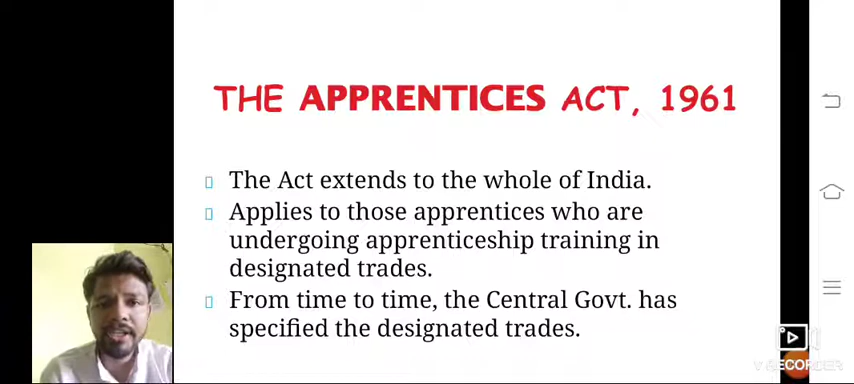 THE APPRENTICES ACT, 1961
The Act extends to the whole of India.
Applies to those apprentices who are
undergoing apprenticeship training in
designated trades.
From time to time, the Central Govt. has
specified the designated trades.
RECORDER